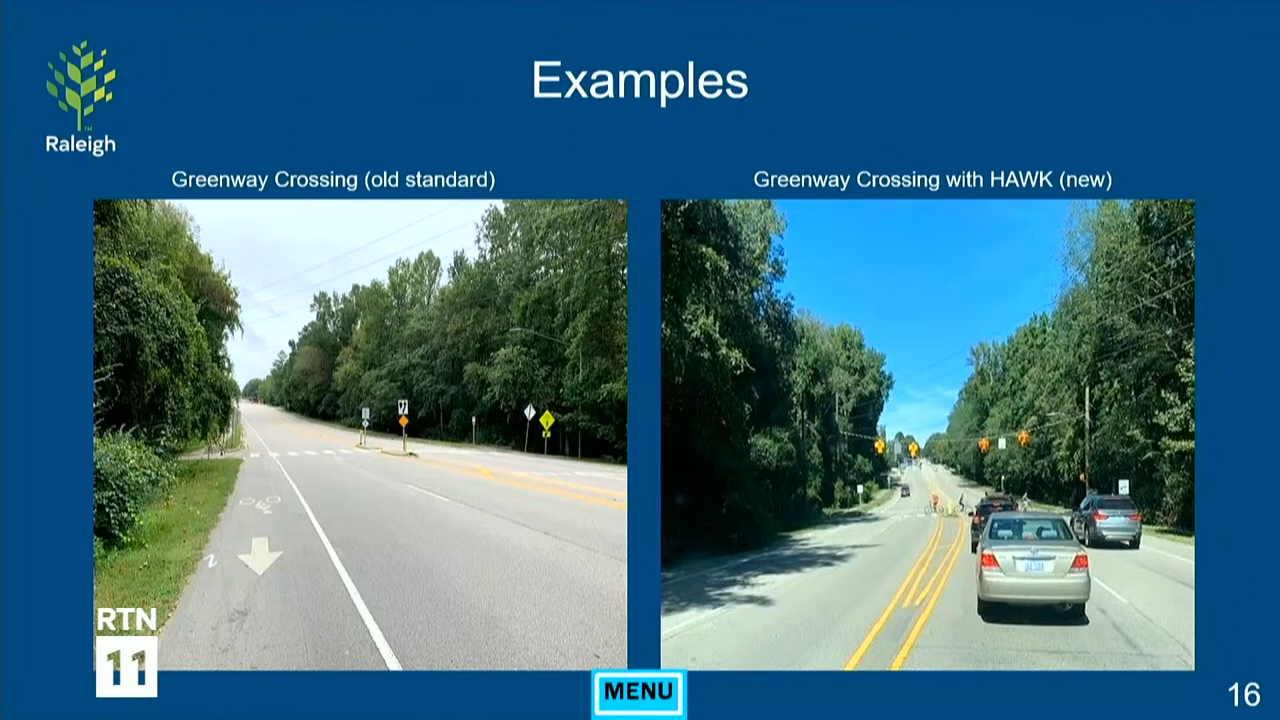 Examples
Raleigh
Greenway Crossing (old standard)
Greenway Crossing with HAWK (new)
RTN
11
MENU
16